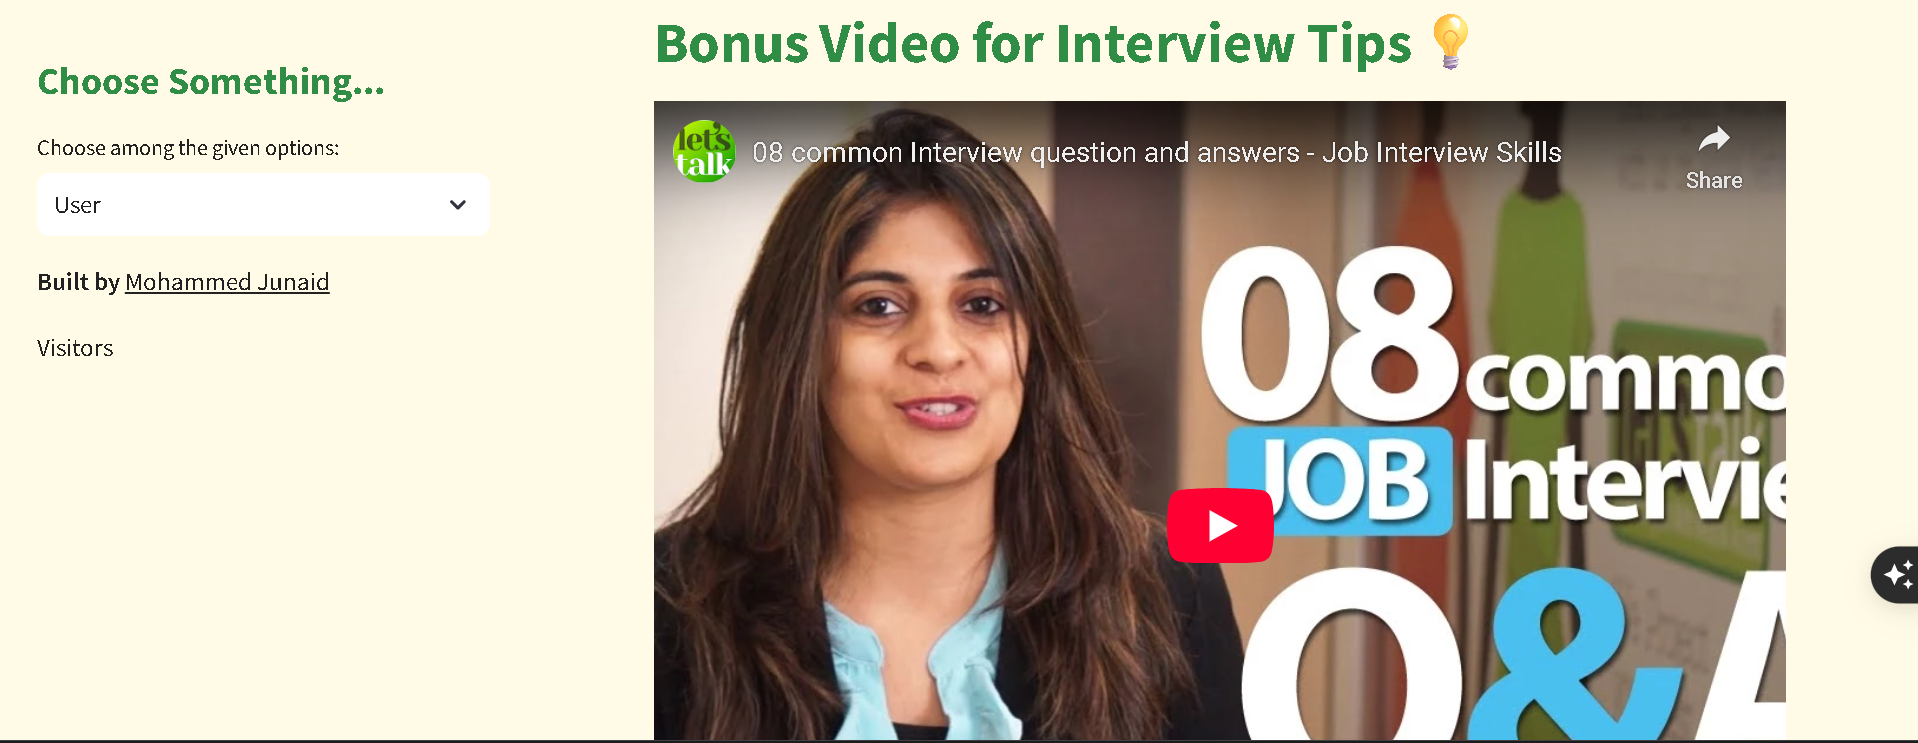 Choose Something...
Choose among the given options:
User
Built by Mohammed Junaid
Visitors
Bonus Video for Interview Tips
let's
talk
08 common Interview question and answers - Job Interview Skills
Share
08 commo
JOB Intervie
Q&A